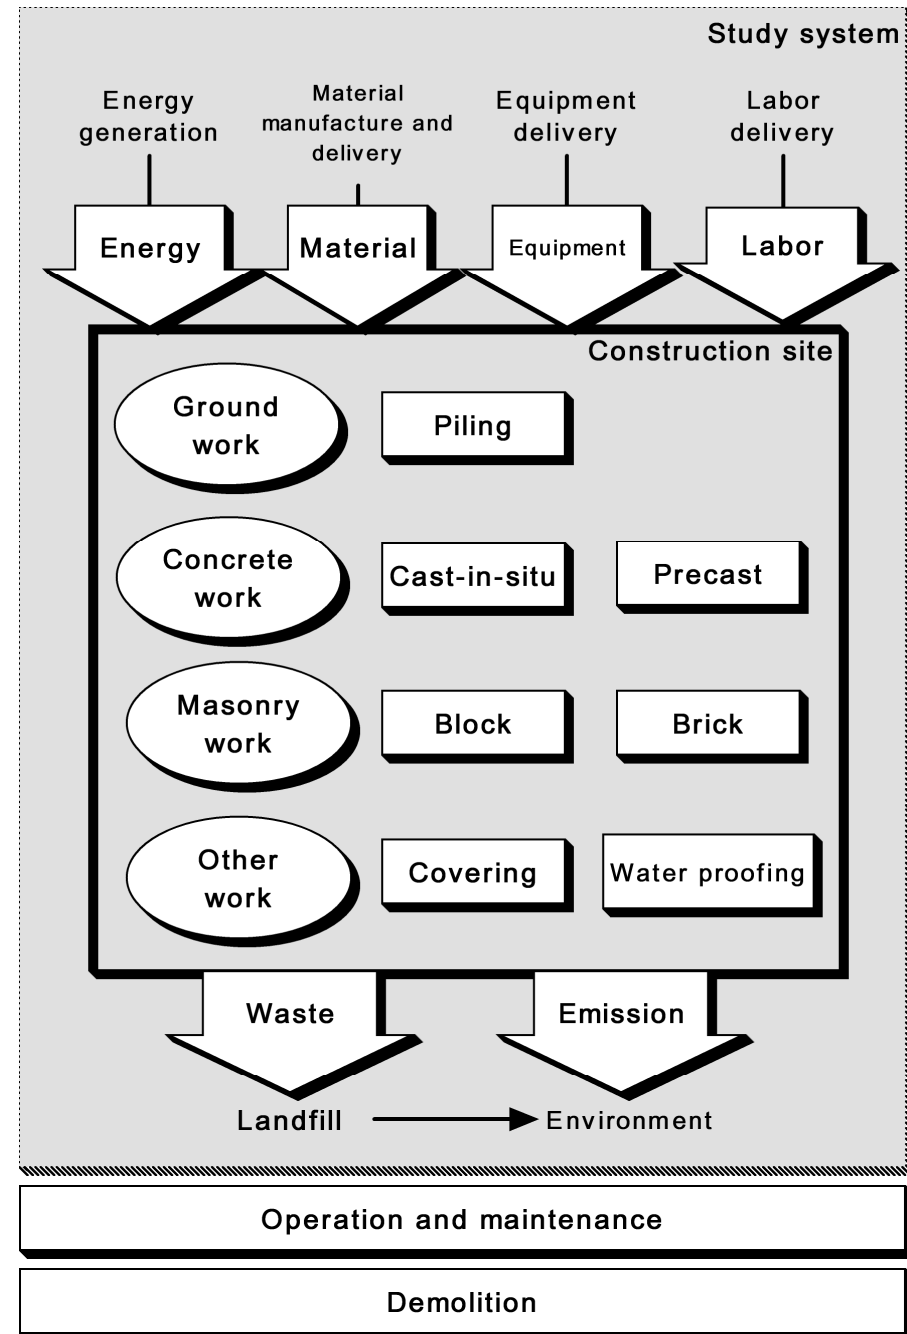 Study system
Energy
generation
Material
manufacture and
delivery
Equipment
delivery
Labor
delivery
Energy
Material
Equipment
Labor
Construction site
Ground
work
Piling
Concrete
work
Cast-in-situ
Precast
Masonry
work
Block
Brick
Other
work
Covering
Water proofing
Waste
Emission
Landfill
Environment
Operation and maintenance
Demolition